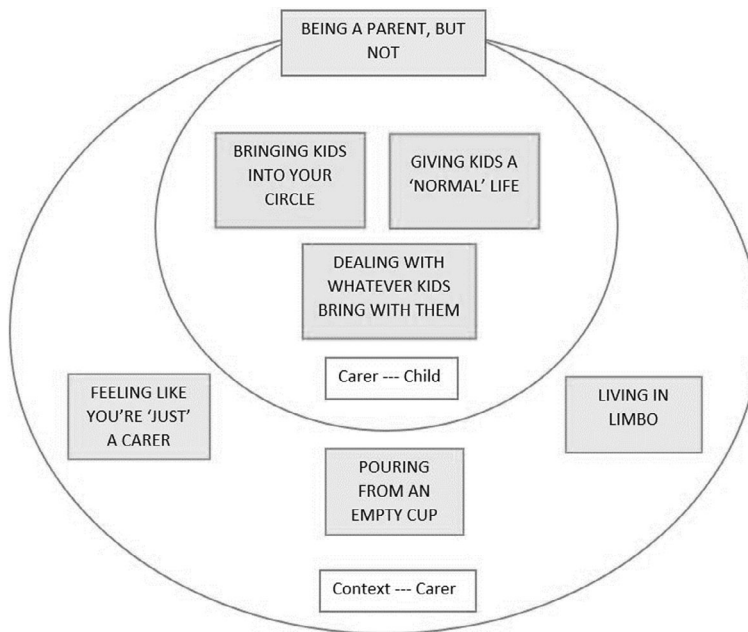 BEING A PARENT, BUT
NOT
BRINGING KIDS
INTO YOUR
CIRCLE
GIVING KIDS A
‘NORMAL’ LIFE
DEALING WITH
WHATEVER KIDS
BRING WITH THEM
Carer --- Child
FEELING LIKE
YOU’RE ‘JUST’
A CARER
LIVING IN
LIMBO
POURING
FROM AN
EMPTY CUP
Context --- Carer